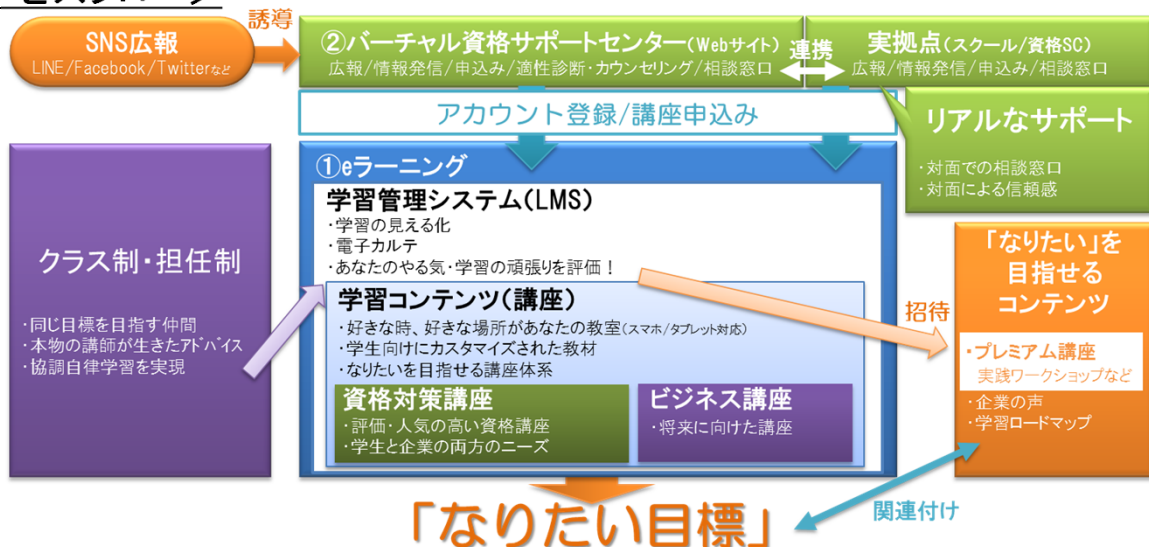 誘導
SNS広報
LINE/Facebook/Twitterなど
②バーチャル資格サポートセンター(Webサイト)
広報/情報発信/申込み/適性診断・カウンセリング/相談窓口
連携
実拠点(スクール/資格SC)
広報/情報発信/申込み/相談窓口
アカウント登録/講座申込み
リアルなサポート
・対面での相談窓口
・対面による信頼感
①eラーニング
学習管理システム(LMS)
・学習の見える化
・電子カルテ
・あなたのやる気・学習の頑張りを評価！
クラス制・担任制
・同じ目標を目指す仲間
・本物の講師が生きたアドバイス
・協調自律学習を実現
学習コンテンツ(講座)
・好きな時、好きな場所があなたの教室(スマホ/タブレット対応)
・学生向けにカスタマイズされた教材
・なりたいを目指せる講座体系
資格対策講座
・評価・人気の高い資格講座
・学生と企業の両方のニーズ
ビジネス講座
・将来に向けた講座
招待
「なりたい」を
目指せる
コンテンツ
・プレミアム講座
実践ワークショップなど
・企業の声
・学習ロードマップ
関連付け
「なりたい目標」